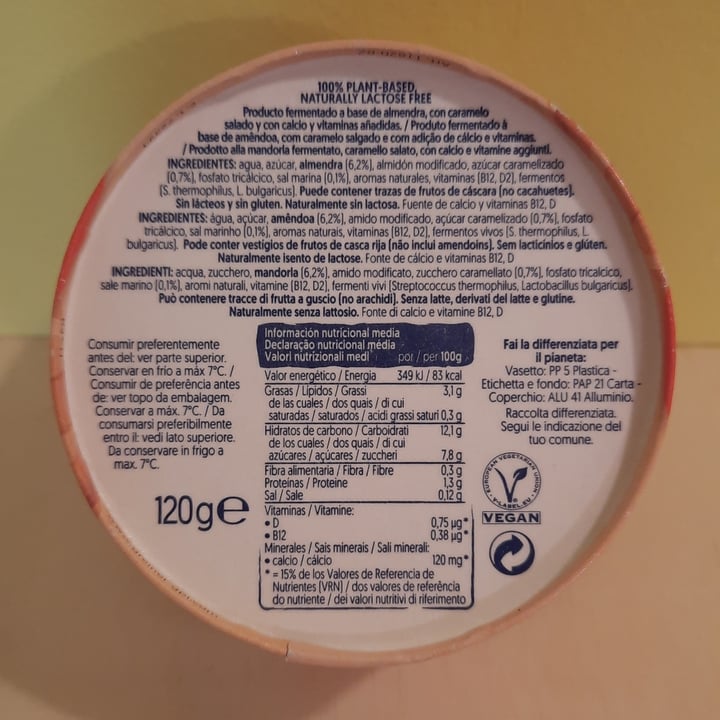 100% PLANT-BASED,
NATURALLY LACTOSE FREE
Producto fermentado a base de almendra, con caramelo
salado y con calcio y vitaminas añadidas. / Produto fermentado à
base de amêndoa, com caramelo salgado e com adição de cálcio e vitaminas.
/ Prodotto alla mandorla fermentato, caramello salato, con calcio e vitamine aggiunti.
INGREDIENTES: agua, azúcar, almendra (6,2%), almidón modificado, azúcar caramelizado
(0,7%), fosfato tricálcico, sal marina (0,1%), aromas naturales, vitaminas (B12, D2), fermentos
(S. thermophilus, L. bulgaricus). Puede contener trazas de frutos de cáscara (no cacahuetes).
Sin lácteos y sin gluten. Naturalmente sin lactosa. Fuente de calcio y vitaminas B12, D
INGREDIENTES: água, açúcar, amêndoa (6,2%), amido modificado, açúcar caramelizado (0,7%), fosfato
tricálcico, sal marinho (0,1%), aromas naturais, vitaminas (B12, D2), fermentos vivos (S. thermophilus, L.
bulgaricus). Pode conter vestígios de frutos de casca rija (não inclui amendoins). Sem lacticínios e glúten.
Naturalmente isento de lactose. Fonte de cálcio e vitaminas B12, D
INGREDIENTI: acqua, zucchero, mandorla (6,2%), amido modificato, zucchero caramellato (0,7%), fosfato tricalcico,
sale marino (0,1%), aromi naturali, vitamine (B12, D2), fermenti vivi (Streptococcus thermophilus, Lactobacillus bulgaricus).
Può contenere tracce di frutta a guscio (no arachidi). Senza latte, derivati del latte e glutine.
Naturalmente senza lattosio. Fonte di calcio e vitamine B12, D
Consumir preferentemente
antes del: ver parte superior.
Conservar en frío a máx 7°C. /
Consumir de preferência antes
de: ver topo da embalagem.
Conservar a máx. 7°C. / Da
consumarsi preferibilmente
entro il: vedi lato superiore.
Da conservare in frigo a
max. 7°C.
120g e
Información nutricional media
Declaração nutricional média
Valori nutrizionali medi por / per 100g
Valor energético / Energia 349 kJ / 83 kcal
Grasas / Lípidos / Grassi 3,1 g
de las cuales / dos quais / di cui
saturadas / saturados / acidi grassi saturi 0,3 g
Hidratos de carbono / Carboidrati 12,1 g
de los cuales / dos quais / di cui
azúcares / açúcares / zuccheri 7,8 g
Fibra alimentaria / Fibra / Fibre 0,3 g
Proteínas / Proteine 1,3 g
Sal / Sale 0,12 g
Vitaminas / Vitamine:
• D 0,75 µg*
• B12 0,38 µg*
Minerales / Sais minerais / Sali minerali:
• calcio / cálcio 120 mg*
* = 15% de los Valores de Referencia de
Nutrientes (VRN) / dos valores de referência
do nutriente / dei valori nutritivi di riferimento
Fai la differenziata per
il pianeta:
Vasetto: PP 5 Plastica -
Etichetta e fondo: PAP 21 Carta -
Coperchio: ALU 41 Alluminio.
Raccolta differenziata.
Segui le indicazione del
tuo comune.
EUROPEAN VEGETARIAN UNION
V-LABEL.EU
VEGAN